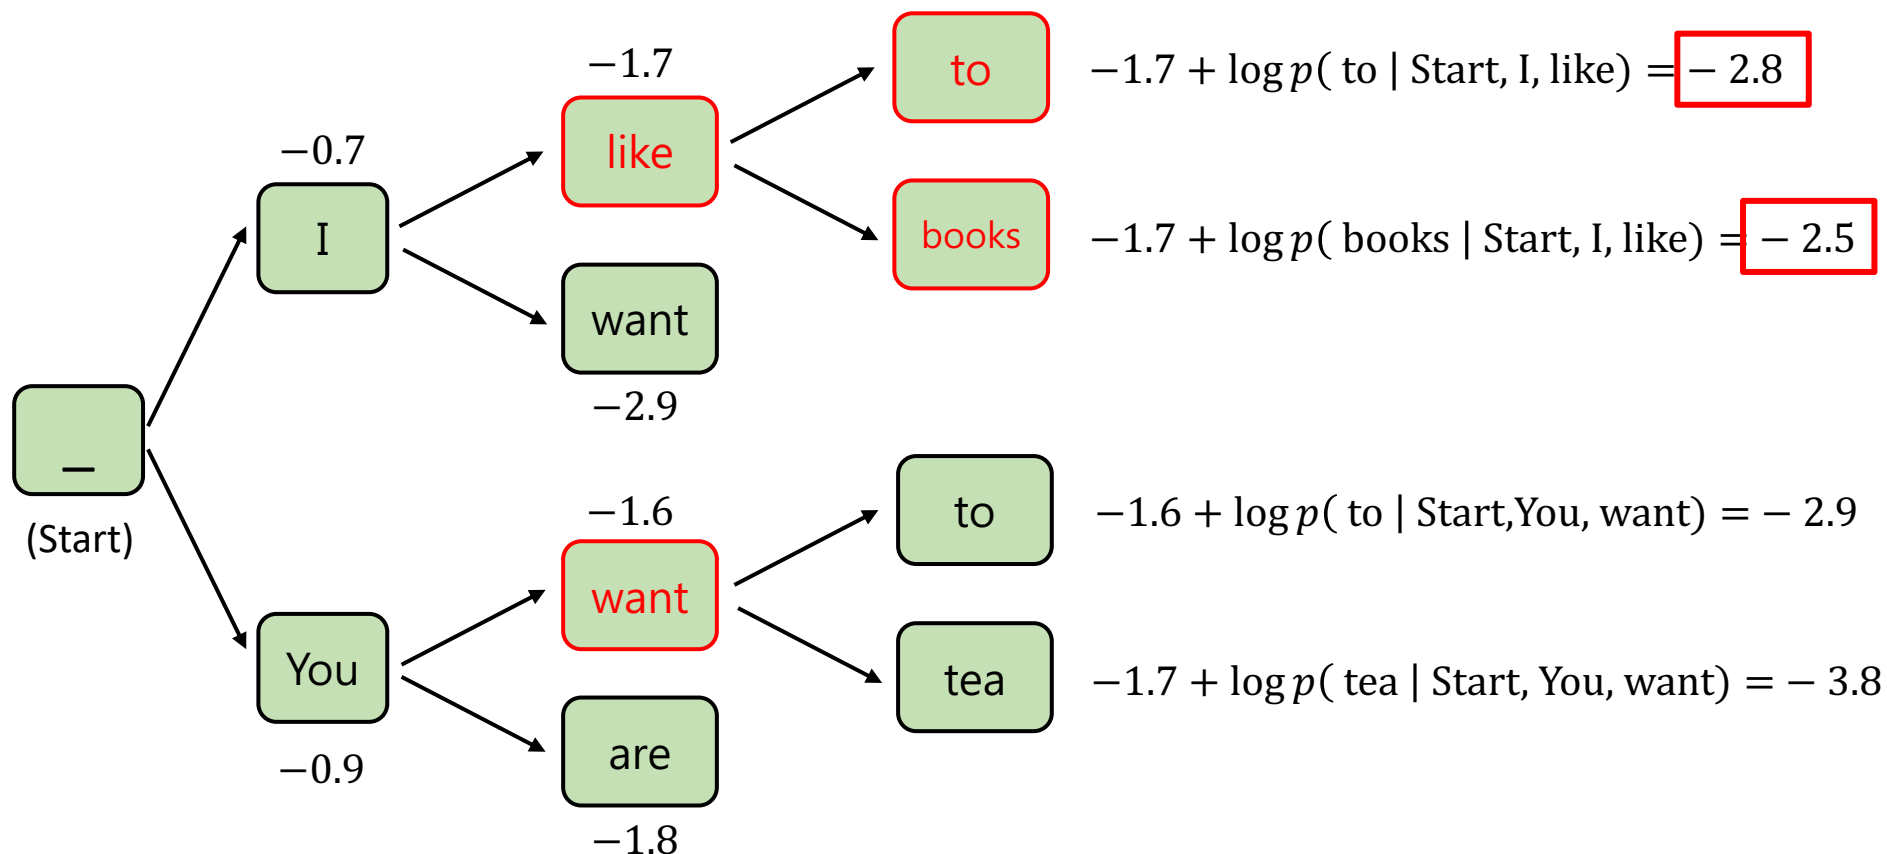 −1.7
to
−1.7 + log p( to | Start, I, like) = − 2.8
−0.7
like
I
books
−1.7 + log p( books | Start, I, like) = − 2.5
want
−2.9
_
(Start)
−1.6
to
−1.6 + log p( to | Start,You, want) = − 2.9
want
You
tea
−1.7 + log p( tea | Start, You, want) = − 3.8
−0.9
are
−1.8